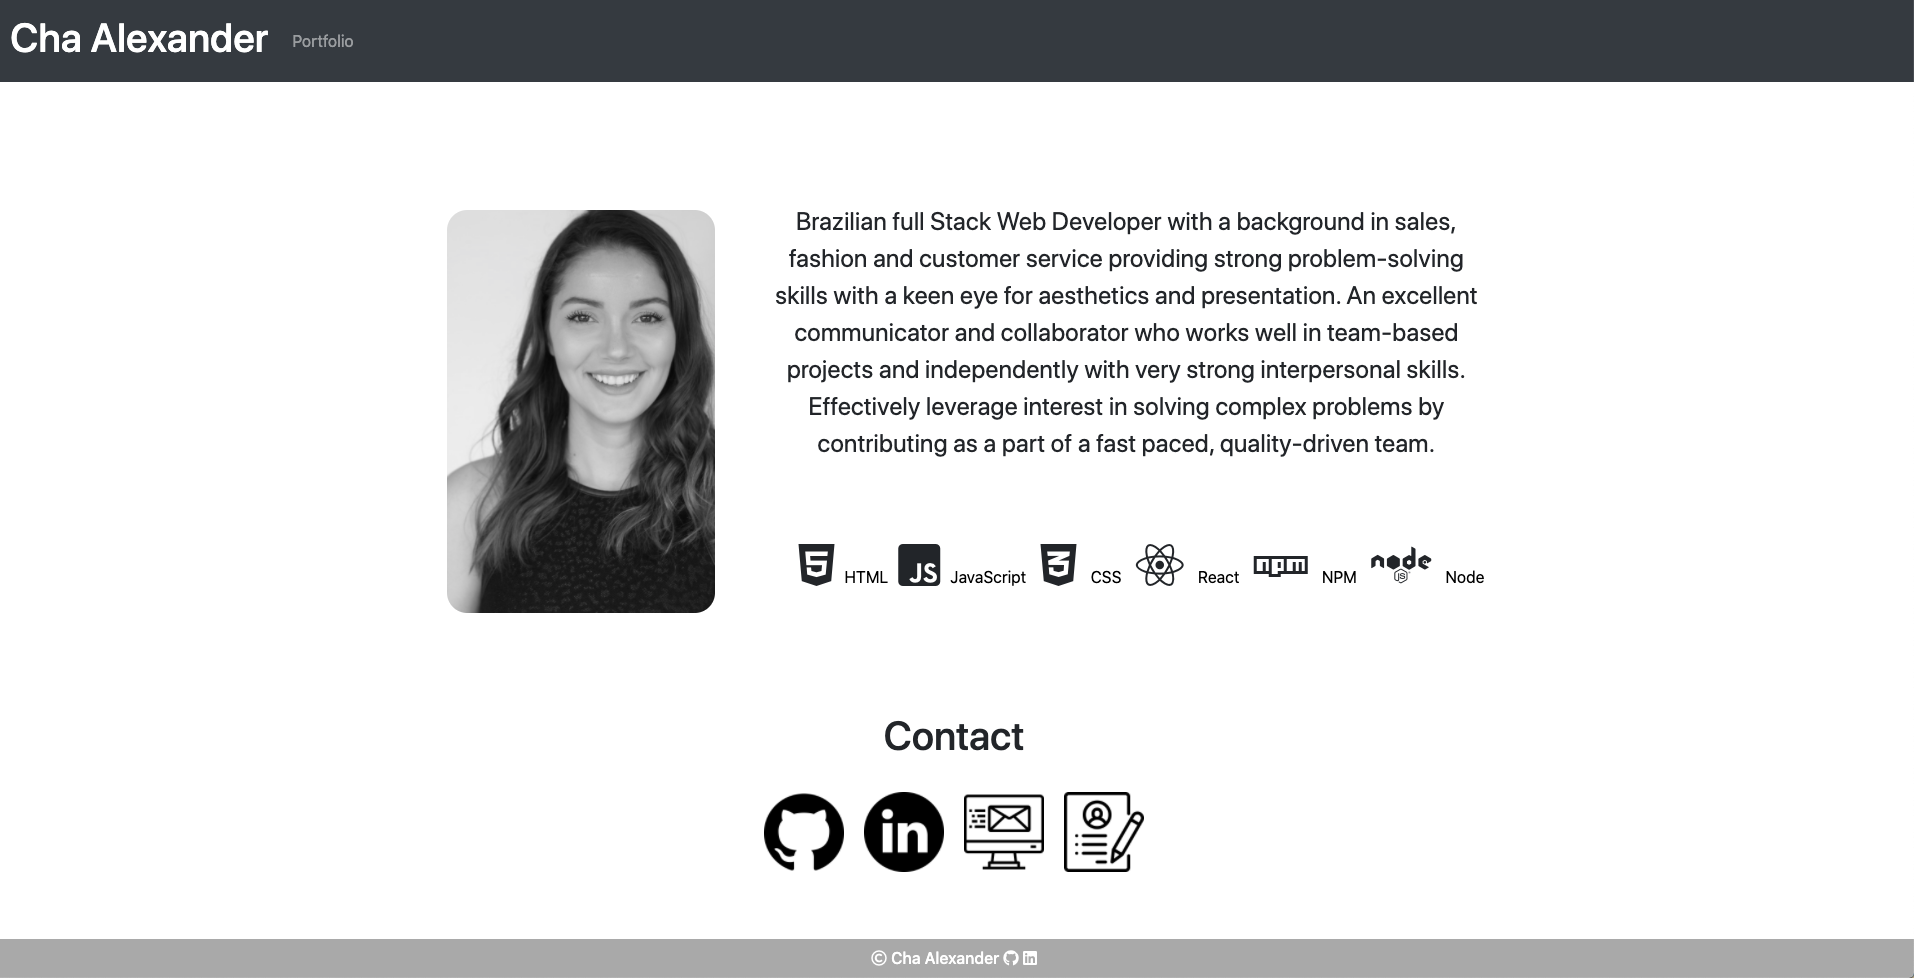 Cha Alexander Portfolio
Brazilian full Stack Web Developer with a background in sales,
fashion and customer service providing strong problem-solving
skills with a keen eye for aesthetics and presentation. An excellent
communicator and collaborator who works well in team-based
projects and independently with very strong interpersonal skills.
Effectively leverage interest in solving complex problems by
contributing as a part of a fast paced, quality-driven team.
5 HTML JS JavaScript 3 CSS React npm NPM node JS Node
Contact
in
© Cha Alexander in